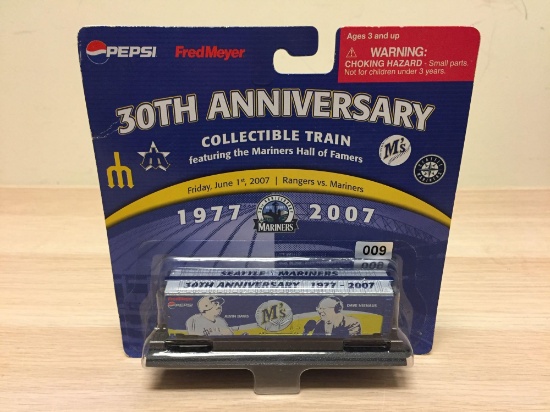 PEPSI FredMeyer
Ages 3 and up
WARNING:
CHOKING HAZARD - Small parts.
Not for children under 3 years.
30TH ANNIVERSARY
COLLECTIBLE TRAIN
featuring the Mariners Hall of Famers
M's
Friday, June 1st, 2007 | Rangers vs. Mariners
1977 2007
MARINERS
009
SEATTLE MARINERS
30TH ANNIVERSARY 1977 - 2007
PEPSI
M's